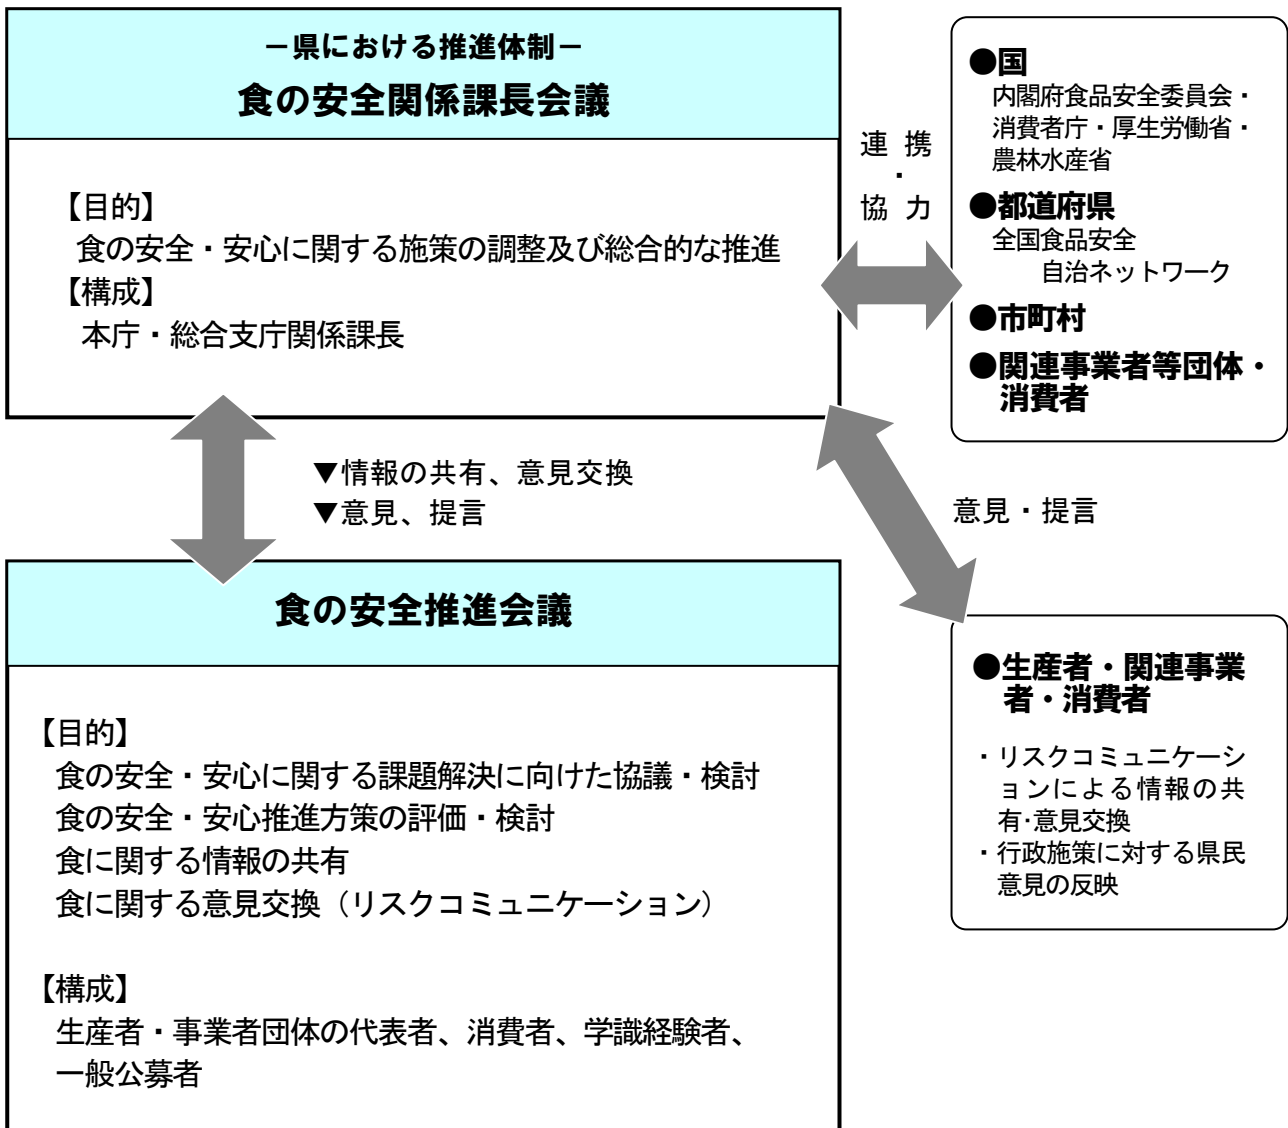 －県における推進体制－
食の安全関係課長会議
【目的】
食の安全・安心に関する施策の調整及び総合的な推進
【構成】
本庁・総合支庁関係課長
連 携
・
協 力
●国
内閣府食品安全委員会・
消費者庁・厚生労働省・
農林水産省
●都道府県
全国食品安全
自治ネットワーク
●市町村
●関連事業者等団体・
消費者
▼情報の共有、意見交換
▼意見、提言
意見・提言
食の安全推進会議
【目的】
食の安全・安心に関する課題解決に向けた協議・検討
食の安全・安心推進方策の評価・検討
食に関する情報の共有
食に関する意見交換（リスクコミュニケーション）
【構成】
生産者・事業者団体の代表者、消費者、学識経験者、
一般公募者
●生産者・関連事業
者・消費者
・リスクコミュニケーシ
ョンによる情報の共
有･意見交換
・行政施策に対する県民
意見の反映